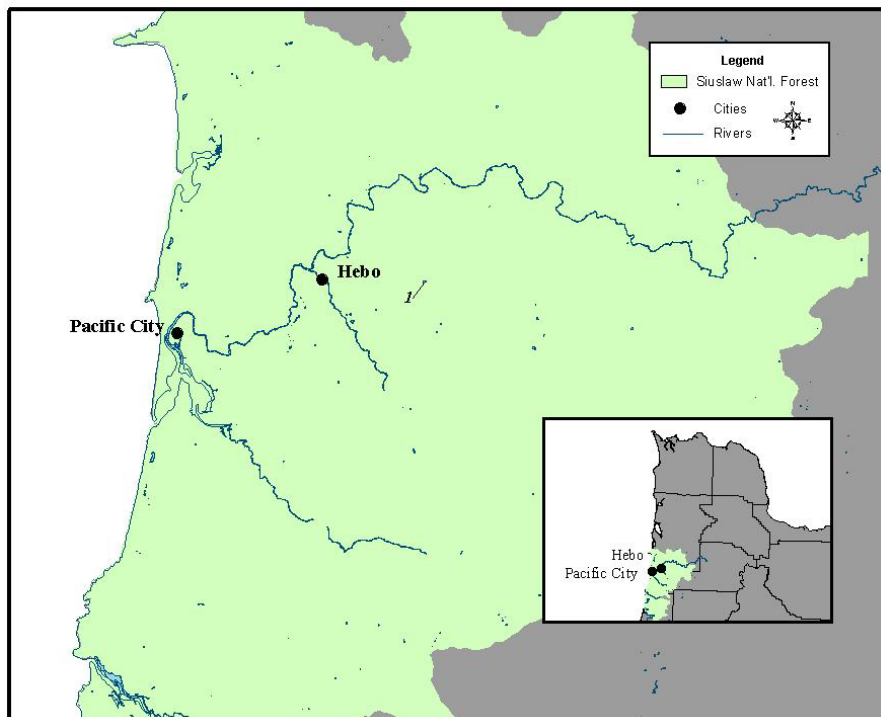 Legend
Siuslaw Nat'l. Forest
Cities
Rivers
N
W
E
S
Hebo
1
Pacific City
Hebo
Pacific City